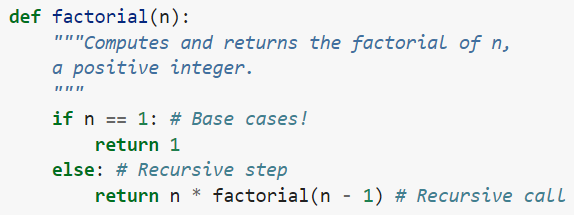 def factorial(n):
    """Computes and returns the factorial of n,
    a positive integer.
    """
    if n == 1: # Base cases!
        return 1
    else: # Recursive step
        return n * factorial(n - 1) # Recursive call